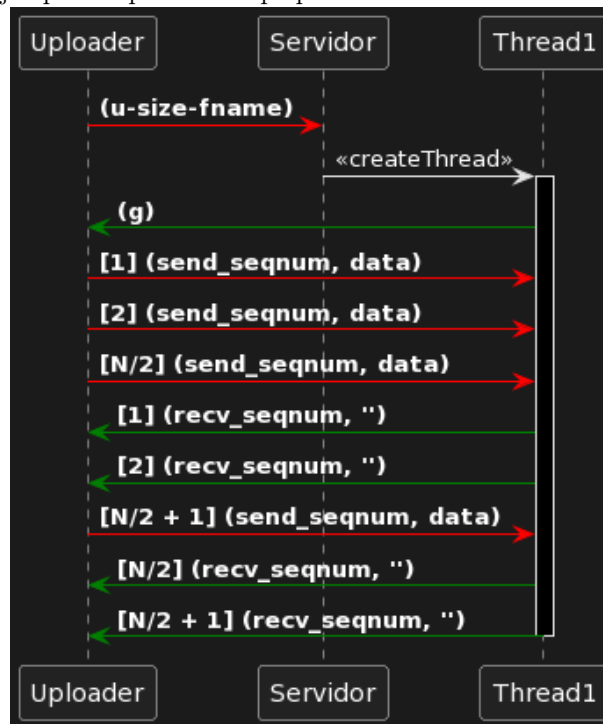 Uploader Servidor Thread1
(u-size-fname)
«createThread»
(g)
[1] (send_seqnum, data)
[2] (send_seqnum, data)
[N/2] (send_seqnum, data)
[1] (recv_seqnum, '')
[2] (recv_seqnum, '')
[N/2 + 1] (send_seqnum, data)
[N/2] (recv_seqnum, '')
[N/2 + 1] (recv_seqnum, '')
Uploader Servidor Thread1